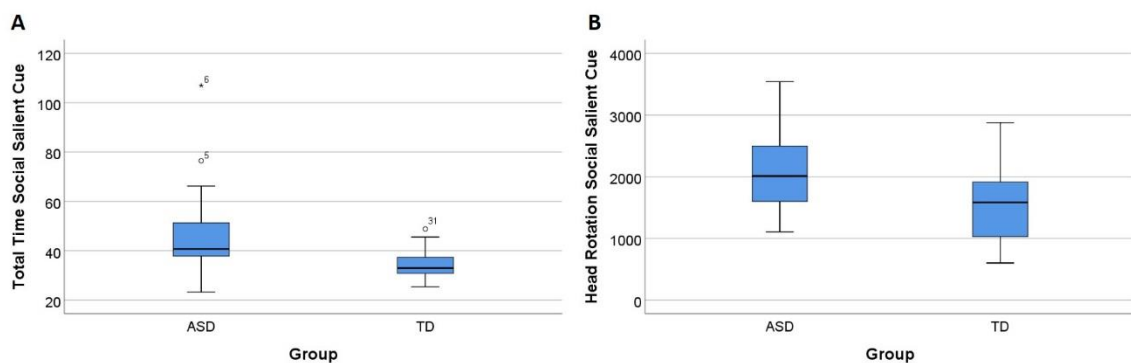 A
Total Time Social Salient Cue
120
100
80
60
40
20
*6
o5
31
ASD
TD
Group
B
Head Rotation Social Salient Cue
4000
3000
2000
1000
0
ASD
TD
Group